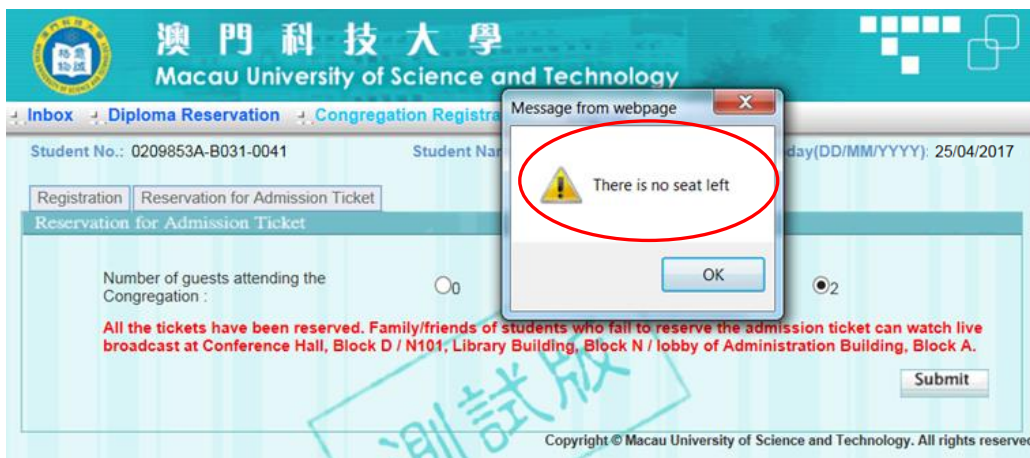 澳門科技大學
Macau University of Science and Technology
Inbox Diploma Reservation Congregation Registra
Message from webpage
Student No.: 0209853A-B031-0041 Student Nar day(DD/MM/YYYY): 25/04/2017
There is no seat left
Registration Reservation for Admission Ticket
Reservation for Admission Ticket
OK
Number of guests attending the
Congregation :
0 2
All the tickets have been reserved. Family/friends of students who fail to reserve the admission ticket can watch live
broadcast at Conference Hall, Block D / N101, Library Building, Block N / lobby of Administration Building, Block A.
Submit
測試版
Copyright © Macau University of Science and Technology. All rights reserved